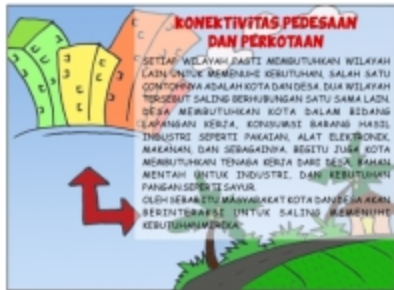 KONEKTIVITAS PEDESAAN
DAN PERKOTAAN
SETIAP WILAYAH PASTI MEMBUTUHKAN WILAYAH
LAIN UNTUK MEMENUHI KEBUTUHAN, SALAH SATU
CONTOHNYA ADALAH KOTA DAN DESA. DUA WILAYAH
TERSEBUT SALING BERHUBUNGAN SATU SAMA LAIN.
DESA MEMBUTUHKAN KOTA DALAM BIDANG
LAPANGAN KERJA, KONSUMSI BARANG HASIL
INDUSTRI SEPERTI PAKAIAN, ALAT ELEKTRONIK,
MAKANAN, DAN SEBAGAINYA. BEGITU JUGA KOTA
MEMBUTUHKAN TENAGA KERJA DARI DESA, BAHAN
MENTAH UNTUK INDUSTRI, DAN KEBUTUHAN
PANGAN SEPERTI SAYUR.
OLEH SEBAB ITU MASYARAKAT KOTA DAN DESA AKAN
BERINTERAKSI UNTUK SALING MEMENUHI
KEBUTUHAN MEREKA